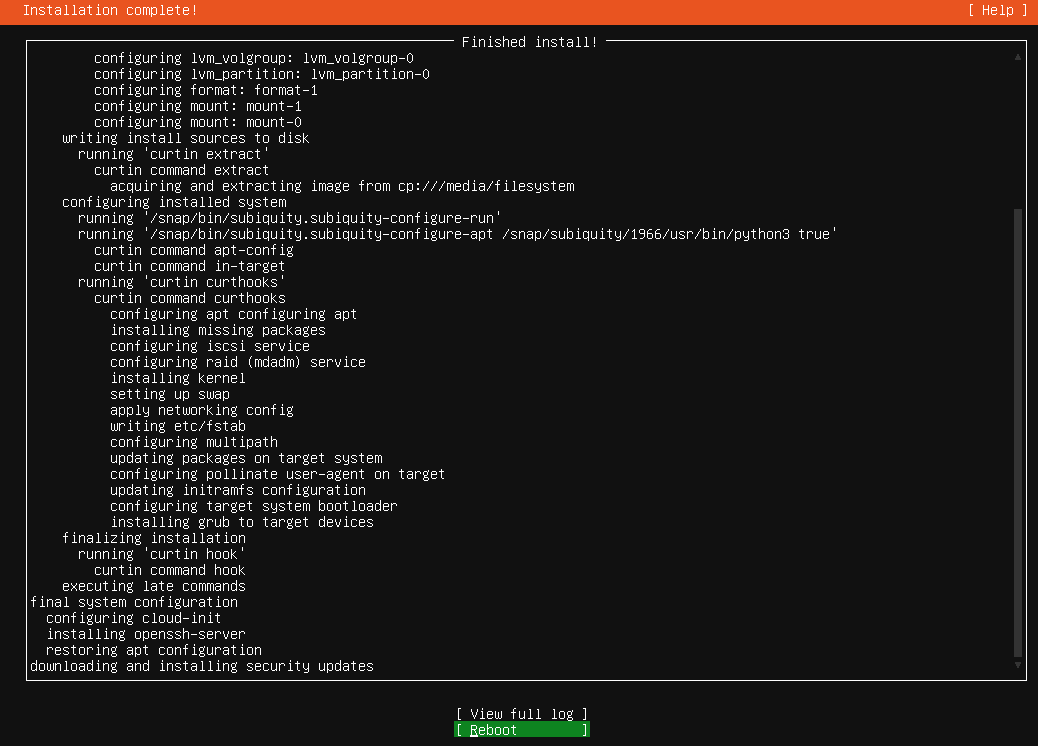 Installation complete! [ Help ]
Finished install!
configuring lvm_volgroup: lvm_volgroup-0
configuring lvm_partition: lvm_partition-0
configuring format: format-1
configuring mount: mount-1
configuring mount: mount-0
writing install sources to disk
running 'curtin extract'
curtin command extract
acquiring and extracting image from cp:///media/filesystem
configuring installed system
running '/snap/bin/subiquity.subiquity-configure-run'
running '/snap/bin/subiquity.subiquity-configure-apt /snap/subiquity/1966/usr/bin/python3 true'
curtin command apt-config
curtin command in-target
running 'curtin curthooks'
curtin command curthooks
configuring apt configuring apt
installing missing packages
configuring iscsi service
configuring raid (mdadm) service
installing kernel
setting up swap
apply networking config
writing etc/fstab
configuring multipath
updating packages on target system
configuring pollinate user-agent on target
updating initramfs configuration
configuring target system bootloader
installing grub to target devices
finalizing installation
running 'curtin hook'
curtin command hook
executing late commands
final system configuration
configuring cloud-init
installing openssh-server
restoring apt configuration
downloading and installing security updates
[ View full log ]
[ Reboot ]